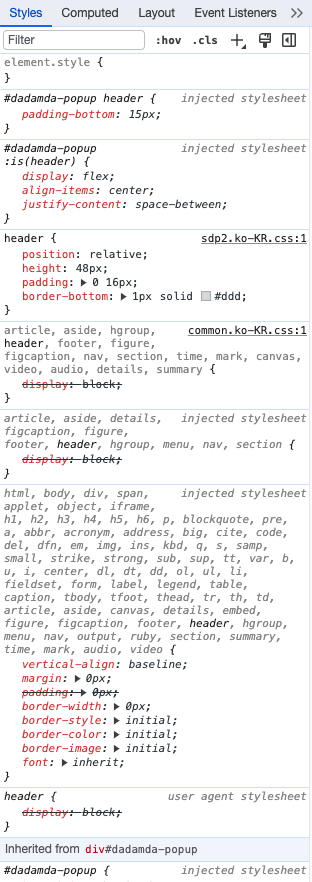 Styles Computed Layout Event Listeners
Filter :hov .cls
element.style {
}
#dadamda-popup header { injected stylesheet
padding-bottom: 15px;
}
#dadamda-popup injected stylesheet
:is(header) {
display: flex;
align-items: center;
justify-content: space-between;
}
header { sdp2.ko-KR.css:1
position: relative;
height: 48px;
padding: 0 16px;
border-bottom: 1px solid #ddd;
}
article, aside, hgroup, common.ko-KR.css:1
header, footer, figure,
figcaption, nav, section, time, mark, canvas,
video, audio, details, summary {
display: block;
}
article, aside, details, injected stylesheet
figcaption, figure,
footer, header, hgroup, menu, nav, section {
display: block;
}
html, body, div, span, injected stylesheet
applet, object, iframe,
h1, h2, h3, h4, h5, h6, p, blockquote, pre,
a, abbr, acronym, address, big, cite, code,
del, dfn, em, img, ins, kbd, q, s, samp,
small, strike, strong, sub, sup, tt, var, b,
u, i, center, dl, dt, dd, ol, ul, li,
fieldset, form, label, legend, table,
caption, tbody, tfoot, thead, tr, th, td,
article, aside, canvas, details, embed,
figure, figcaption, footer, header, hgroup,
menu, nav, output, ruby, section, summary,
time, mark, audio, video {
vertical-align: baseline;
margin: 0px;
padding: 0px;
border-width: 0px;
border-style: initial;
border-color: initial;
border-image: initial;
font: inherit;
}
header { user agent stylesheet
display: block;
}
Inherited from div#dadamda-popup
#dadamda-popup { injected stylesheet